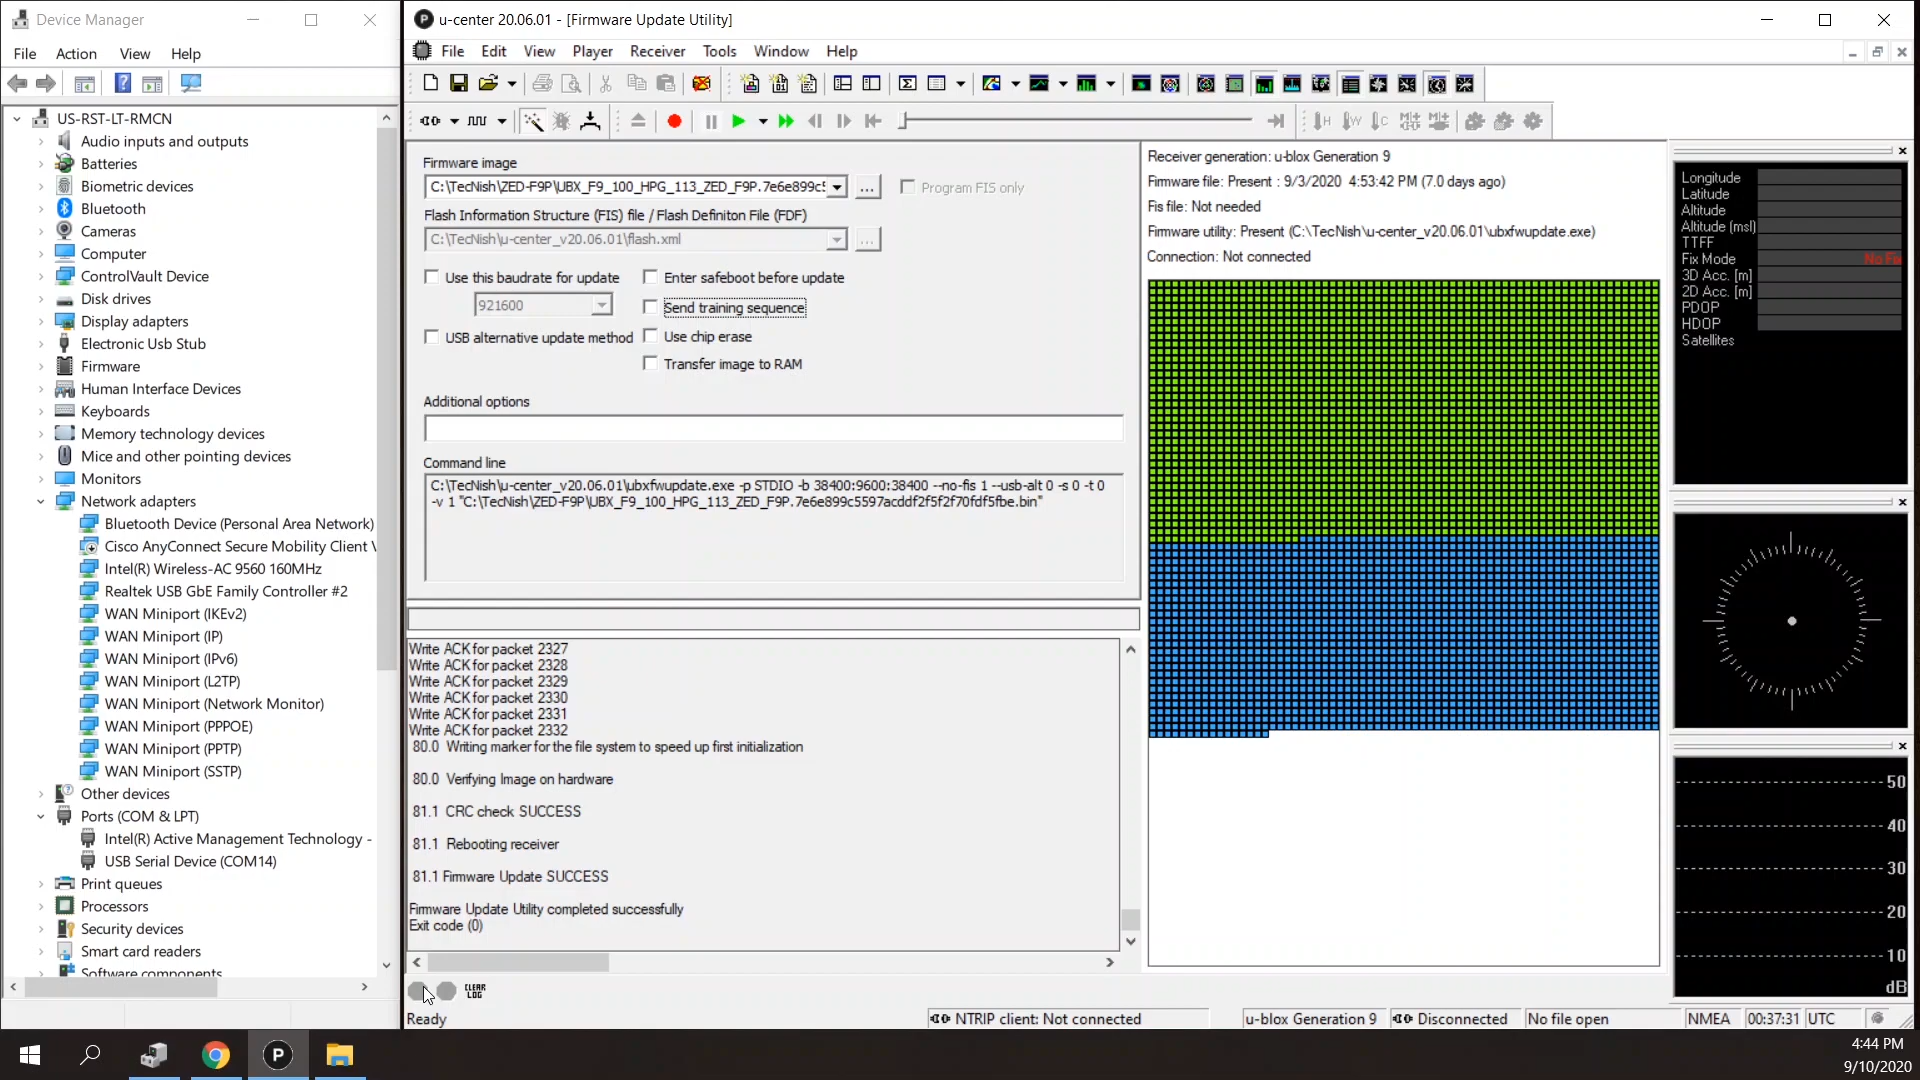 Device Manager
File Action View Help
US-RST-LT-RMCN
Audio inputs and outputs
Batteries
Biometric devices
Bluetooth
Cameras
Computer
ControlVault Device
Disk drives
Display adapters
Electronic Usb Stub
Firmware
Human Interface Devices
Keyboards
Memory technology devices
Mice and other pointing devices
Monitors
Network adapters
Bluetooth Device (Personal Area Network)
Cisco AnyConnect Secure Mobility Client \
Intel(R) Wireless-AC 9560 160MHz
Realtek USB GbE Family Controller #2
WAN Miniport (IKEv2)
WAN Miniport (IP)
WAN Miniport (IPv6)
WAN Miniport (L2TP)
WAN Miniport (Network Monitor)
WAN Miniport (PPPOE)
WAN Miniport (PPTP)
WAN Miniport (SSTP)
Other devices
Ports (COM & LPT)
Intel(R) Active Management Technology -
USB Serial Device (COM14)
Print queues
Processors
Security devices
Smart card readers
Software components
u-center 20.06.01 - [Firmware Update Utility]
File Edit View Player Receiver Tools Window Help
Firmware image
C:\TecNish\ZED-F9P\UBX_F9_100_HPG_113_ZED_F9P.7e6e899c5
... Program FIS only
Flash Information Structure (FIS) file / Flash Definiton File (FDF)
C:\TecNish\u-center_v20.06.01\flash.xml
...
Use this baudrate for update Enter safeboot before update
921600 Send training sequence
USB alternative update method Use chip erase
Transfer image to RAM
Additional options
Command line
C:\TecNish\u-center_v20.06.01\ubxfwupdate.exe -p STDIO -b 38400:9600:38400 --no-fis 1 --usb-alt 0 -s 0 -t 0
-v 1 "C:\TecNish\ZED-F9P\UBX_F9_100_HPG_113_ZED_F9P.7e6e899c5597acddf2f5f2f70fdf5fbe.bin"
Write ACK for packet 2327
Write ACK for packet 2328
Write ACK for packet 2329
Write ACK for packet 2330
Write ACK for packet 2331
Write ACK for packet 2332
80.0 Writing marker for the file system to speed up first initialization
80.0 Verifying Image on hardware
81.1 CRC check SUCCESS
81.1 Rebooting receiver
81.1 Firmware Update SUCCESS
Firmware Update Utility completed successfully
Exit code (0)
CLEAR
LOG
Receiver generation: u-blox Generation 9
Firmware file: Present : 9/3/2020 4:53:42 PM (7.0 days ago)
Fis file: Not needed
Firmware utility: Present (C:\TecNish\u-center_v20.06.01\ubxfwupdate.exe)
Connection: Not connected
Longitude
Latitude
Altitude
Altitude (msl)
TTFF
Fix Mode No Fix
3D Acc. [m]
2D Acc. [m]
PDOP
HDOP
Satellites
50
40
30
20
10
dB
Ready
NTRIP client: Not connected
u-blox Generation 9
Disconnected
No file open
NMEA
00:37:31
UTC
4:44 PM
9/10/2020